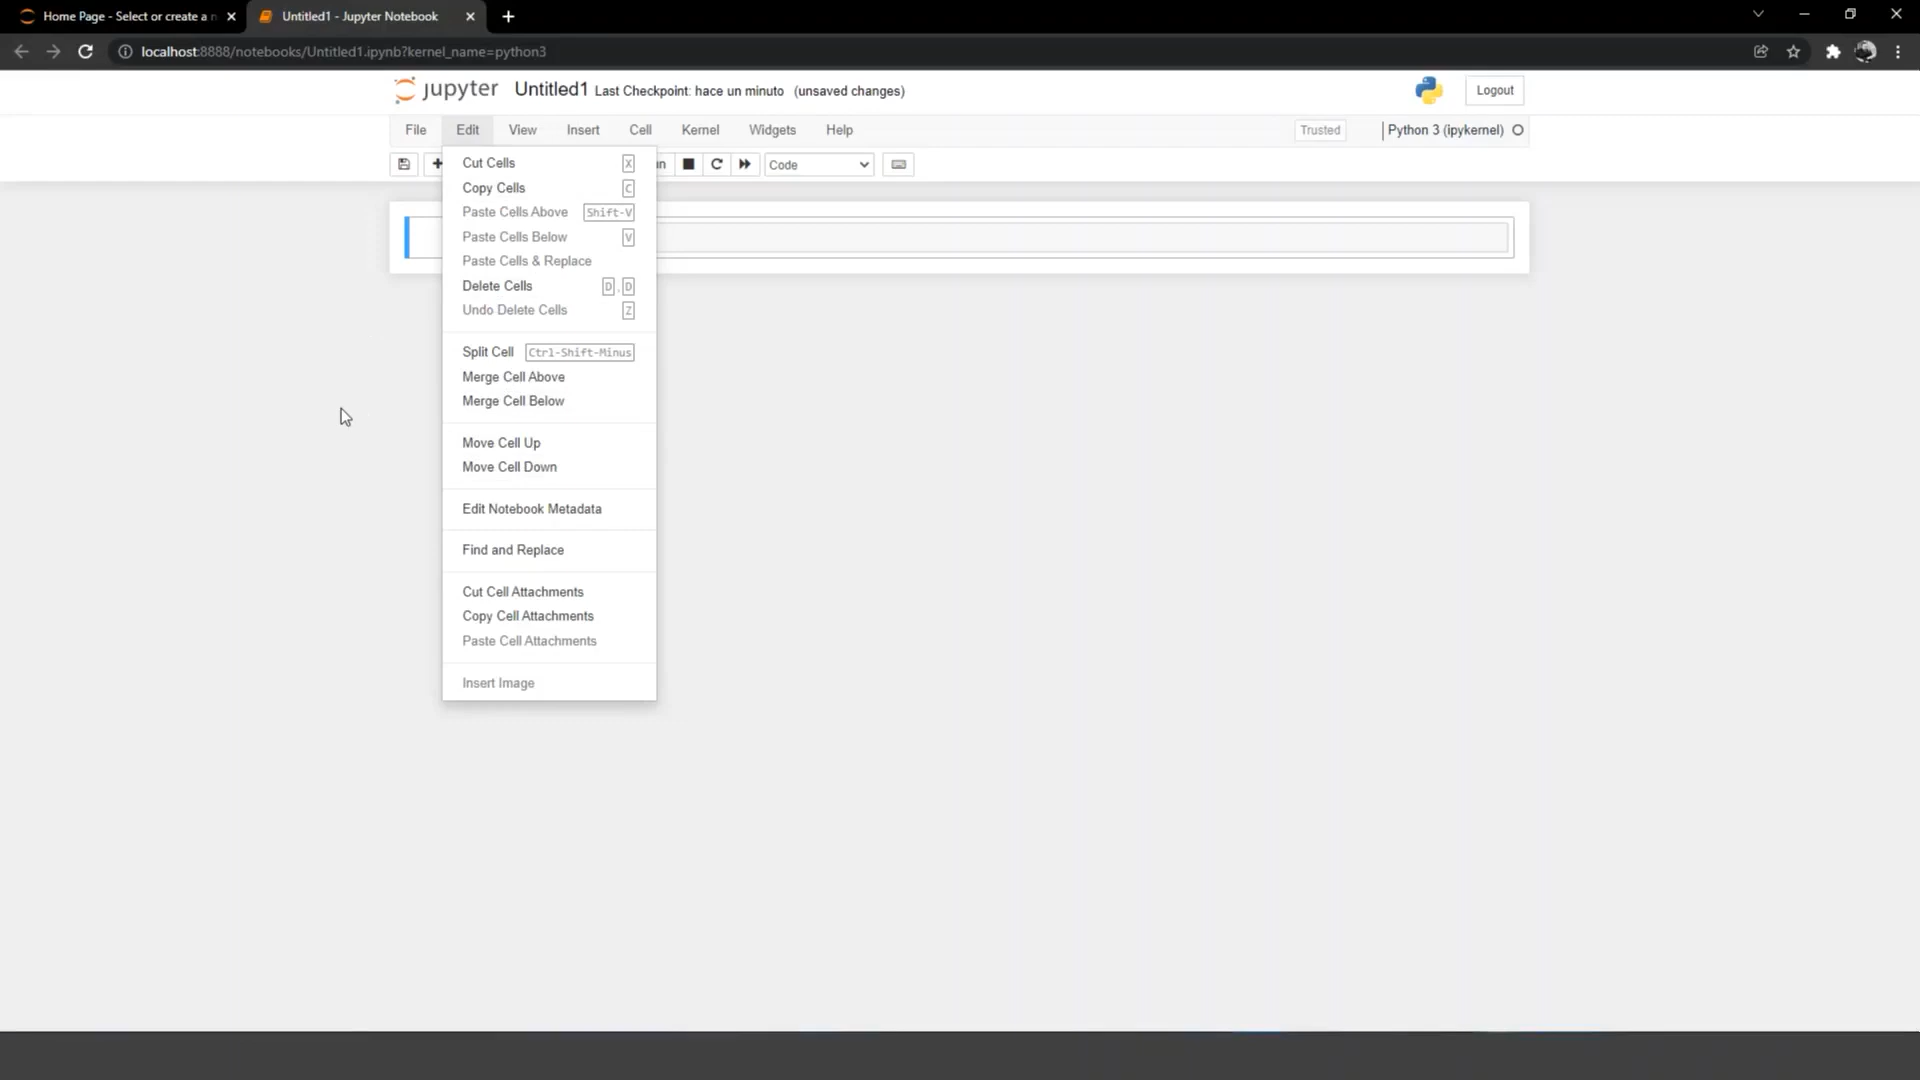 Home Page - Select or create a n
Untitled1 - Jupyter Notebook
localhost:8888/notebooks/Untitled1.ipynb?kernel_name=python3
jupyter Untitled1 Last Checkpoint: hace un minuto (unsaved changes)
Logout
File Edit View Insert Cell Kernel Widgets Help
Trusted
Python 3 (ipykernel)
un
Code
Cut Cells X
Copy Cells C
Paste Cells Above Shift-V
Paste Cells Below V
Paste Cells & Replace
Delete Cells D,D
Undo Delete Cells Z
Split Cell Ctrl-Shift-Minus
Merge Cell Above
Merge Cell Below
Move Cell Up
Move Cell Down
Edit Notebook Metadata
Find and Replace
Cut Cell Attachments
Copy Cell Attachments
Paste Cell Attachments
Insert Image